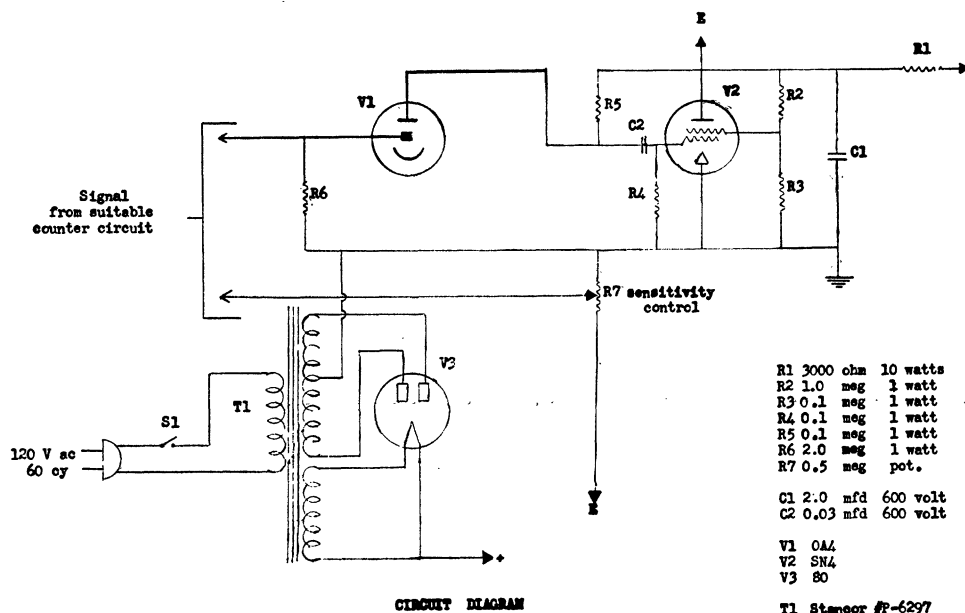 E
R1
V1
V2
R5
R2
C2
C1
R6
R4
R3
Signal
from suitable
counter circuit
R7 sensitivity
control
V3
T1
S1
120 V ac
60 cy
E
+
R1 3000 ohm 10 watts
R2 1.0 meg 1 watt
R3 0.1 meg 1 watt
R4 0.1 meg 1 watt
R5 0.1 meg 1 watt
R6 2.0 meg 1 watt
R7 0.5 meg pot.
C1 2.0 mfd 600 volt
C2 0.03 mfd 600 volt
V1 OA4
V2 SN4
V3 80
T1 Stancor #P-6297
CIRCUIT DIAGRAM